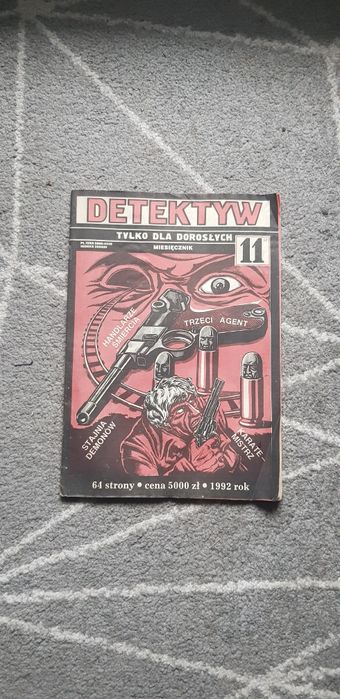 DETEKTYW
TYLKO DLA DOROSŁYCH
MIESIĘCZNIK
11
HANDLARZE
ŚMIERCIĄ
TRZECI AGENT
STAJNIA
DEMONÓW
KARATE-
MISTRZ
64 strony • cena 5000 zł • 1992 rok